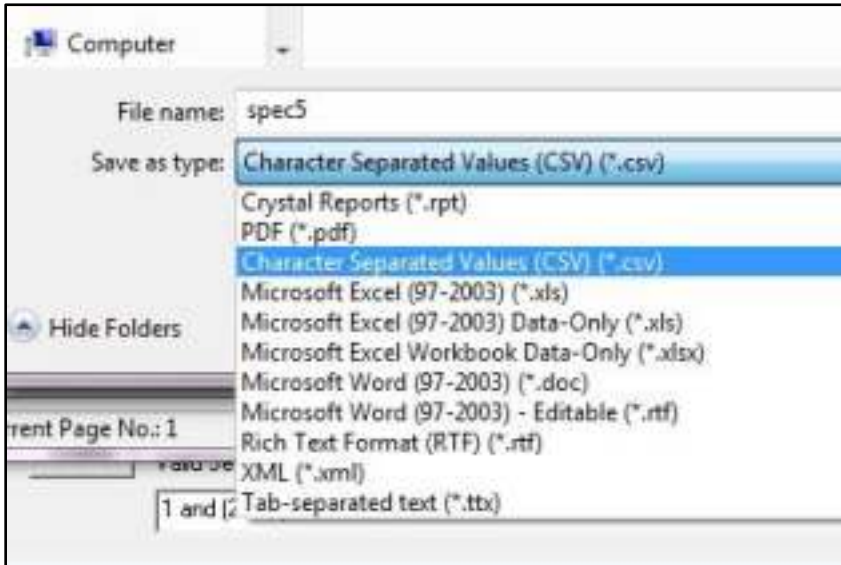 Computer
File name: spec5
Save as type: Character Separated Values (CSV) (*.csv)
Crystal Reports (*.rpt)
PDF (*.pdf)
Character Separated Values (CSV) (*.csv)
Microsoft Excel (97-2003) (*.xls)
Hide Folders
Microsoft Excel (97-2003) Data-Only (*.xls)
Microsoft Excel Workbook Data-Only (*.xlsx)
Microsoft Word (97-2003) (*.doc)
Microsoft Word (97-2003) - Editable (*.rtf)
rrent Page No.: 1
Rich Text Format (RTF) (*.rtf)
XML (*.xml)
Tab-separated text (*.ttx)
1 and